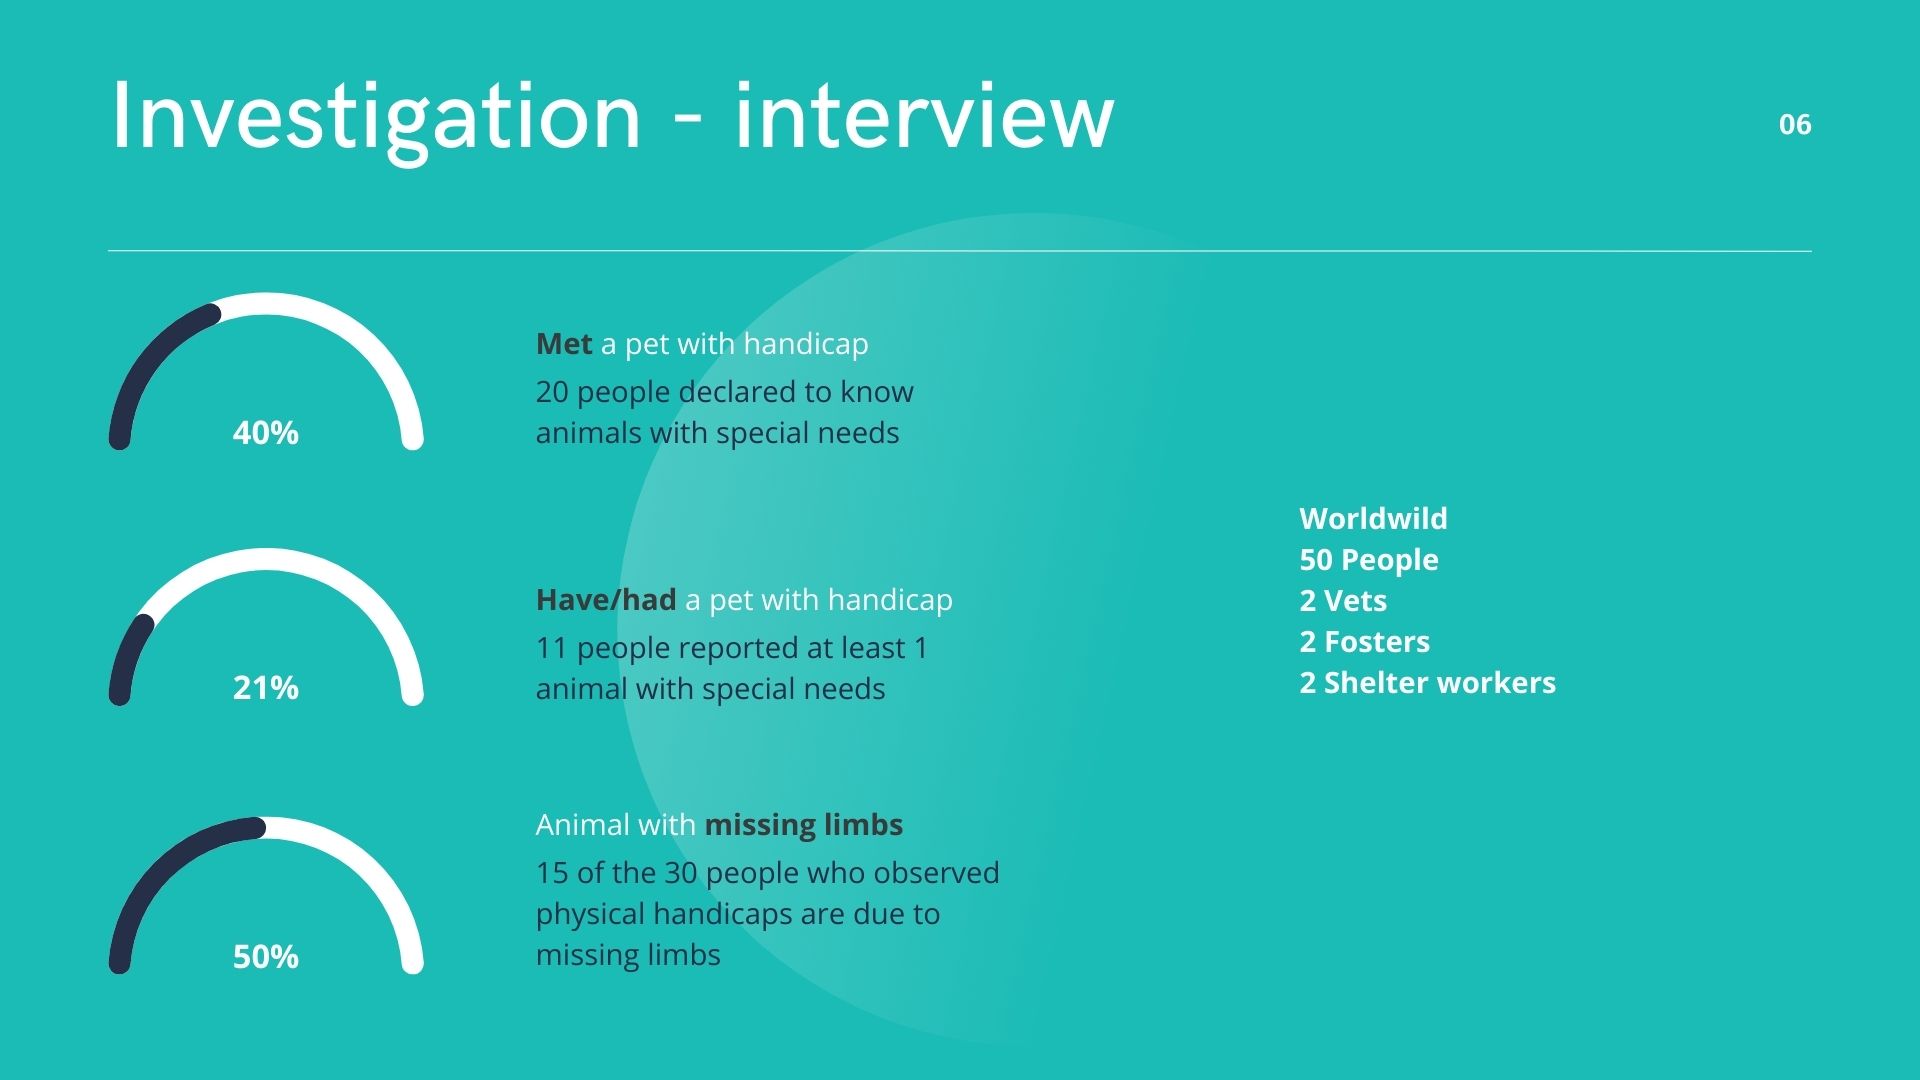 Investigation - interview
06
40%
Met a pet with handicap
20 people declared to know
animals with special needs
21%
Have/had a pet with handicap
11 people reported at least 1
animal with special needs
50%
Animal with missing limbs
15 of the 30 people who observed
physical handicaps are due to
missing limbs
Worldwild
50 People
2 Vets
2 Fosters
2 Shelter workers